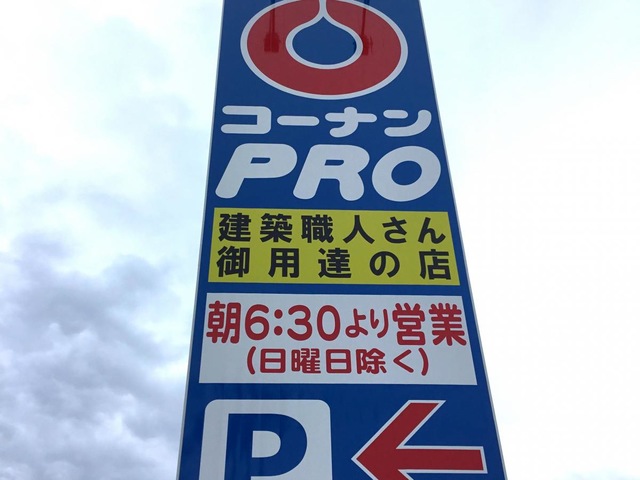 コーナン
PRO
建築職人さん
御用達の店
朝6:30より営業
(日曜日除く)
P